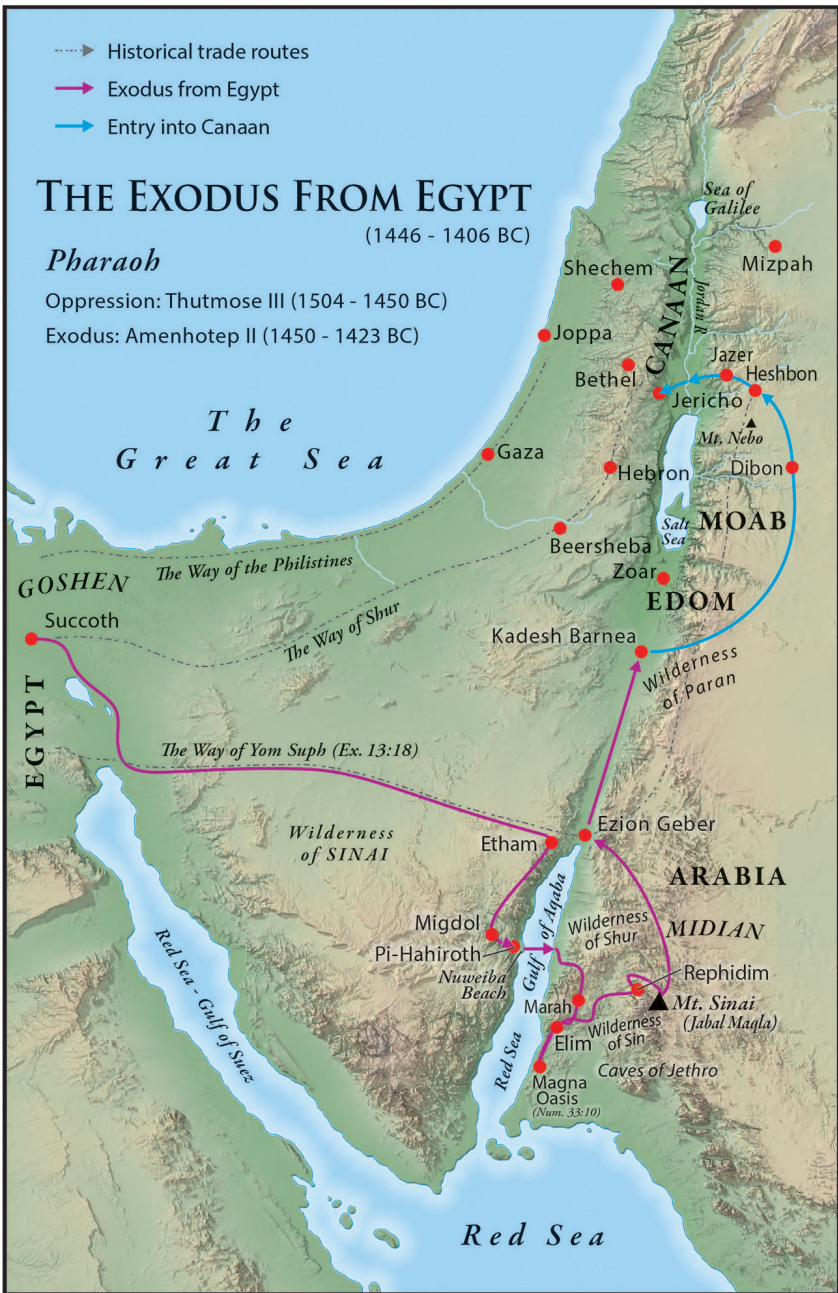 Historical trade routes
Exodus from Egypt
Entry into Canaan
THE EXODUS FROM EGYPT
(1446 - 1406 BC)
Pharaoh
Oppression: Thutmose III (1504 - 1450 BC)
Exodus: Amenhotep II (1450 - 1423 BC)
Sea of
Galilee
Mizpah
Shechem
CANAAN
Jordan R
Joppa
Bethel
Jazer
Heshbon
Jericho
The
Great Sea
Mt. Nebo
Gaza
Hebron
Dibon
Salt
Sea
MOAB
Beersheba
Zoar
EDOM
The Way of the Philistines
GOSHEN
Succoth
The Way of Shur
Kadesh Barnea
Wilderness
of Paran
EGYPT
The Way of Yom Suph (Ex. 13:18)
Wilderness
of SINAI
Etham
Ezion Geber
ARABIA
MIDIAN
Migdol
Pi-Hahiroth
Nuweiba
Beach
Gulf of Aqaba
Wilderness
of Shur
Rephidim
Mt. Sinai
(Jabal Maqla)
Marah
Elim
Wilderness
of Sin
Caves of Jethro
Red Sea
Magna
Oasis
(Num. 33:10)
Red Sea - Gulf of Suez
Red Sea